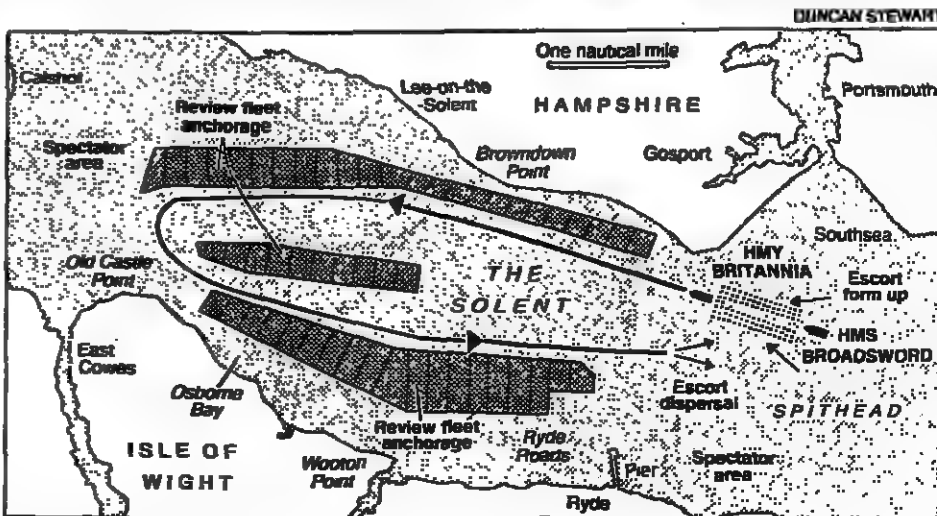 DUNCAN STEWART
One nautical mile
Calshot
Lee-on-the
Solent
HAMPSHIRE
Portsmouth
Review fleet
anchorage
Spectator
area
Browndown
Point
Gosport
Southsea
HMY
BRITANNIA
Old Castle
Point
THE
SOLENT
Escort
form up
HMS
BROADSWORD
East
Cowes
Osborne
Bay
Escort
dispersal
SPITHEAD
Review fleet
anchorage
Ryde
Roads
ISLE OF
WIGHT
Wooton
Point
Pier
Spectator
area
Ryde